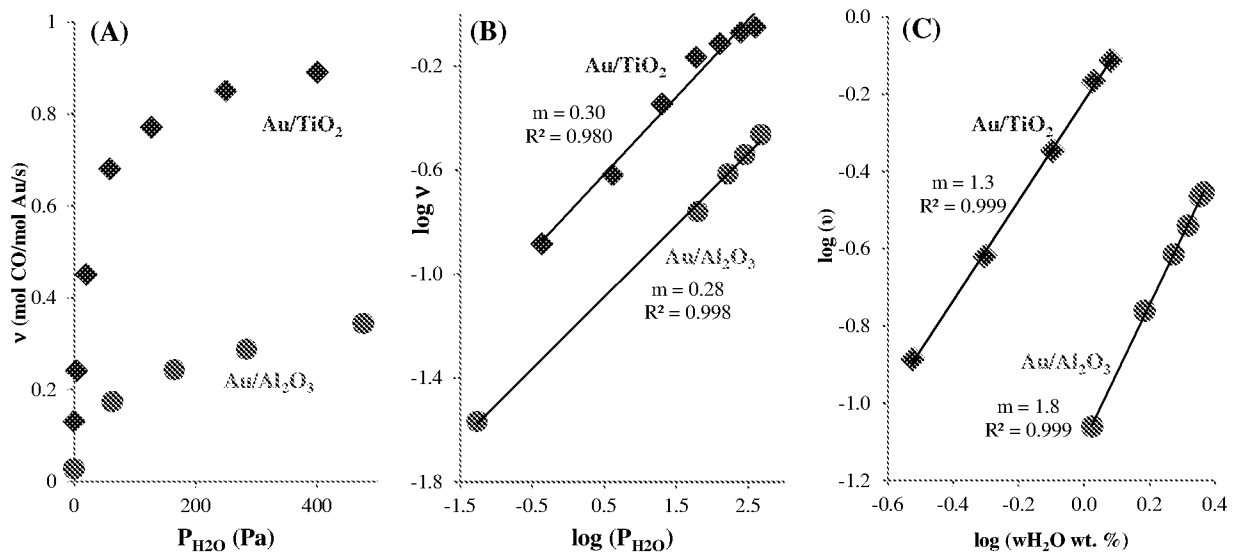 (A)
1
0.8
0.6
0.4
0.2
0
ν (mol CO/mol Au/s)
Au/TiO₂
Au/Al₂O₃
0
200
400
P_H2O (Pa)
(B)
-0.2
-0.6
-1.0
-1.4
-1.8
log ν
Au/TiO₂
m = 0.30
R² = 0.980
Au/Al₂O₃
m = 0.28
R² = 0.998
-1.5
-0.5
0.5
1.5
2.5
log (P_H2O)
(C)
0.0
-0.2
-0.4
-0.6
-0.8
-1.0
-1.2
log (υ)
Au/TiO₂
m = 1.3
R² = 0.999
Au/Al₂O₃
m = 1.8
R² = 0.999
-0.6
-0.4
-0.2
0.0
0.2
0.4
log (wH₂O wt. %)